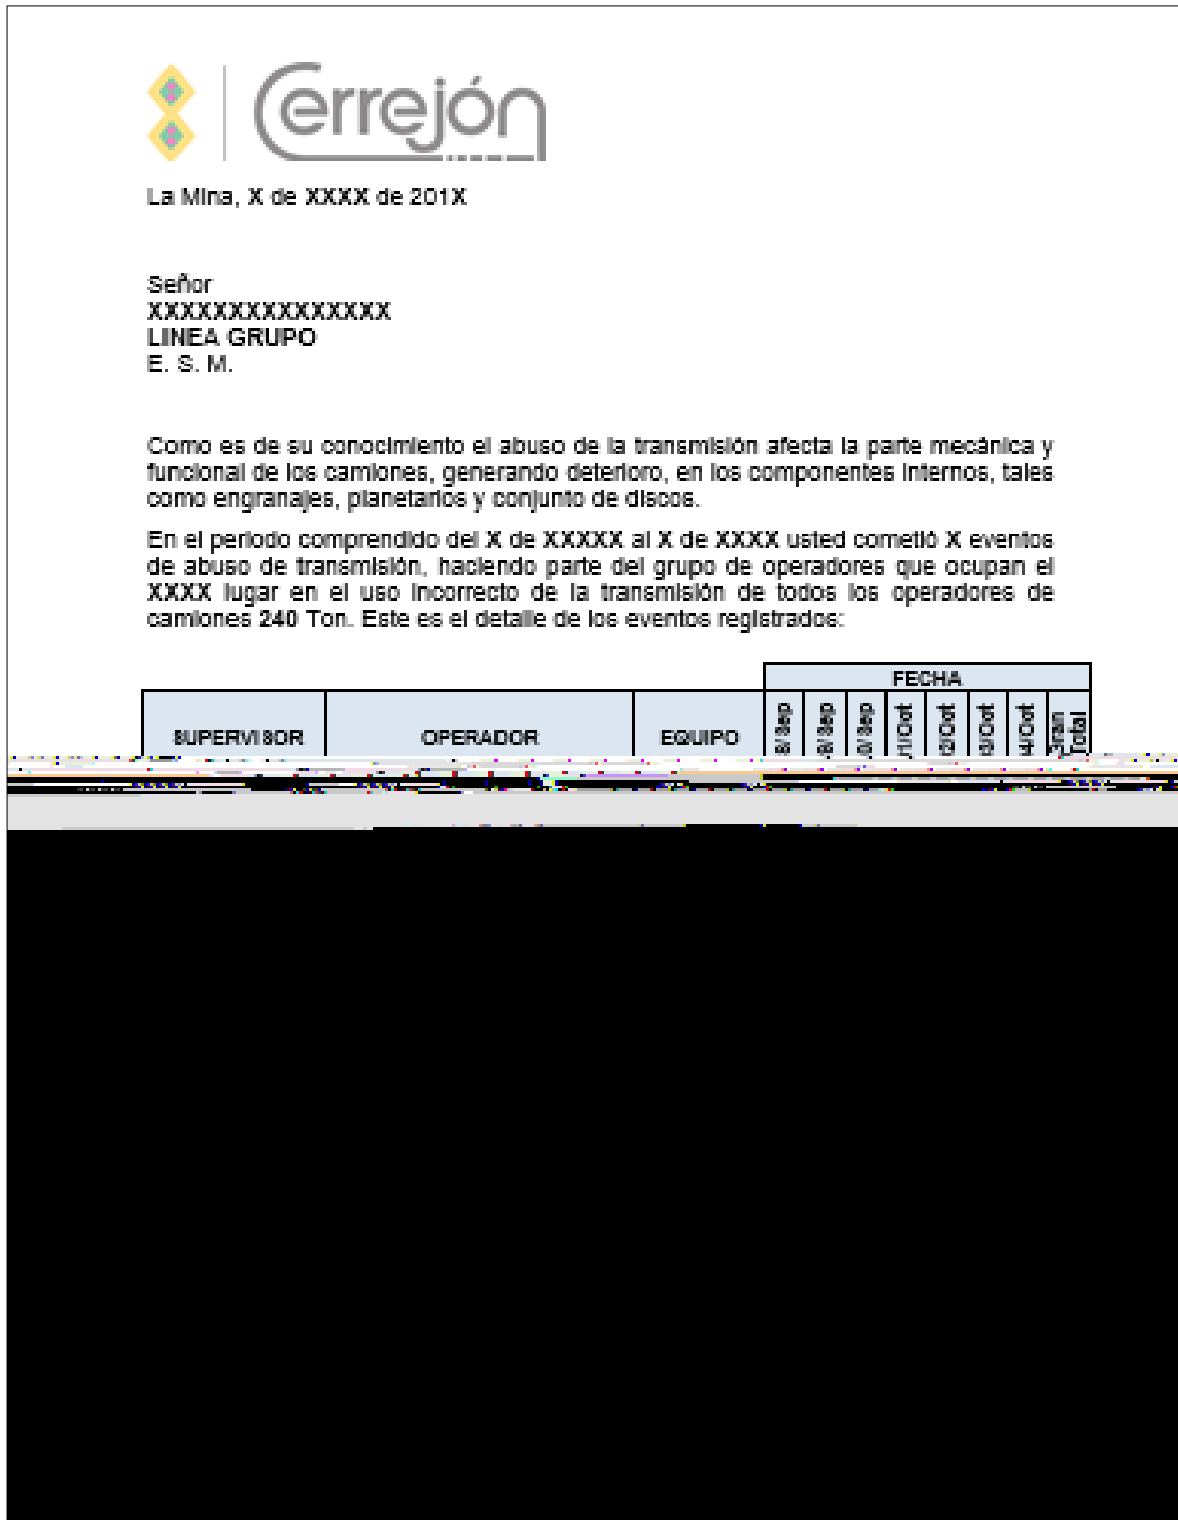 Cerrejón
La Mina, X de XXXX de 201X
Señor
XXXXXXXXXXXXXXX
LINEA GRUPO
E. S. M.
Como es de su conocimiento el abuso de la transmisión afecta la parte mecánica y
funcional de los camiones, generando deterioro, en los componentes internos, tales
como engranajes, planetarios y conjunto de discos.
En el periodo comprendido del X de XXXXX al X de XXXX usted cometió X eventos
de abuso de transmisión, haciendo parte del grupo de operadores que ocupan el
XXXX lugar en el uso incorrecto de la transmisión de todos los operadores de
camiones 240 Ton. Este es el detalle de los eventos registrados:
FECHA
SUPERVISOR OPERADOR EQUIPO
Total